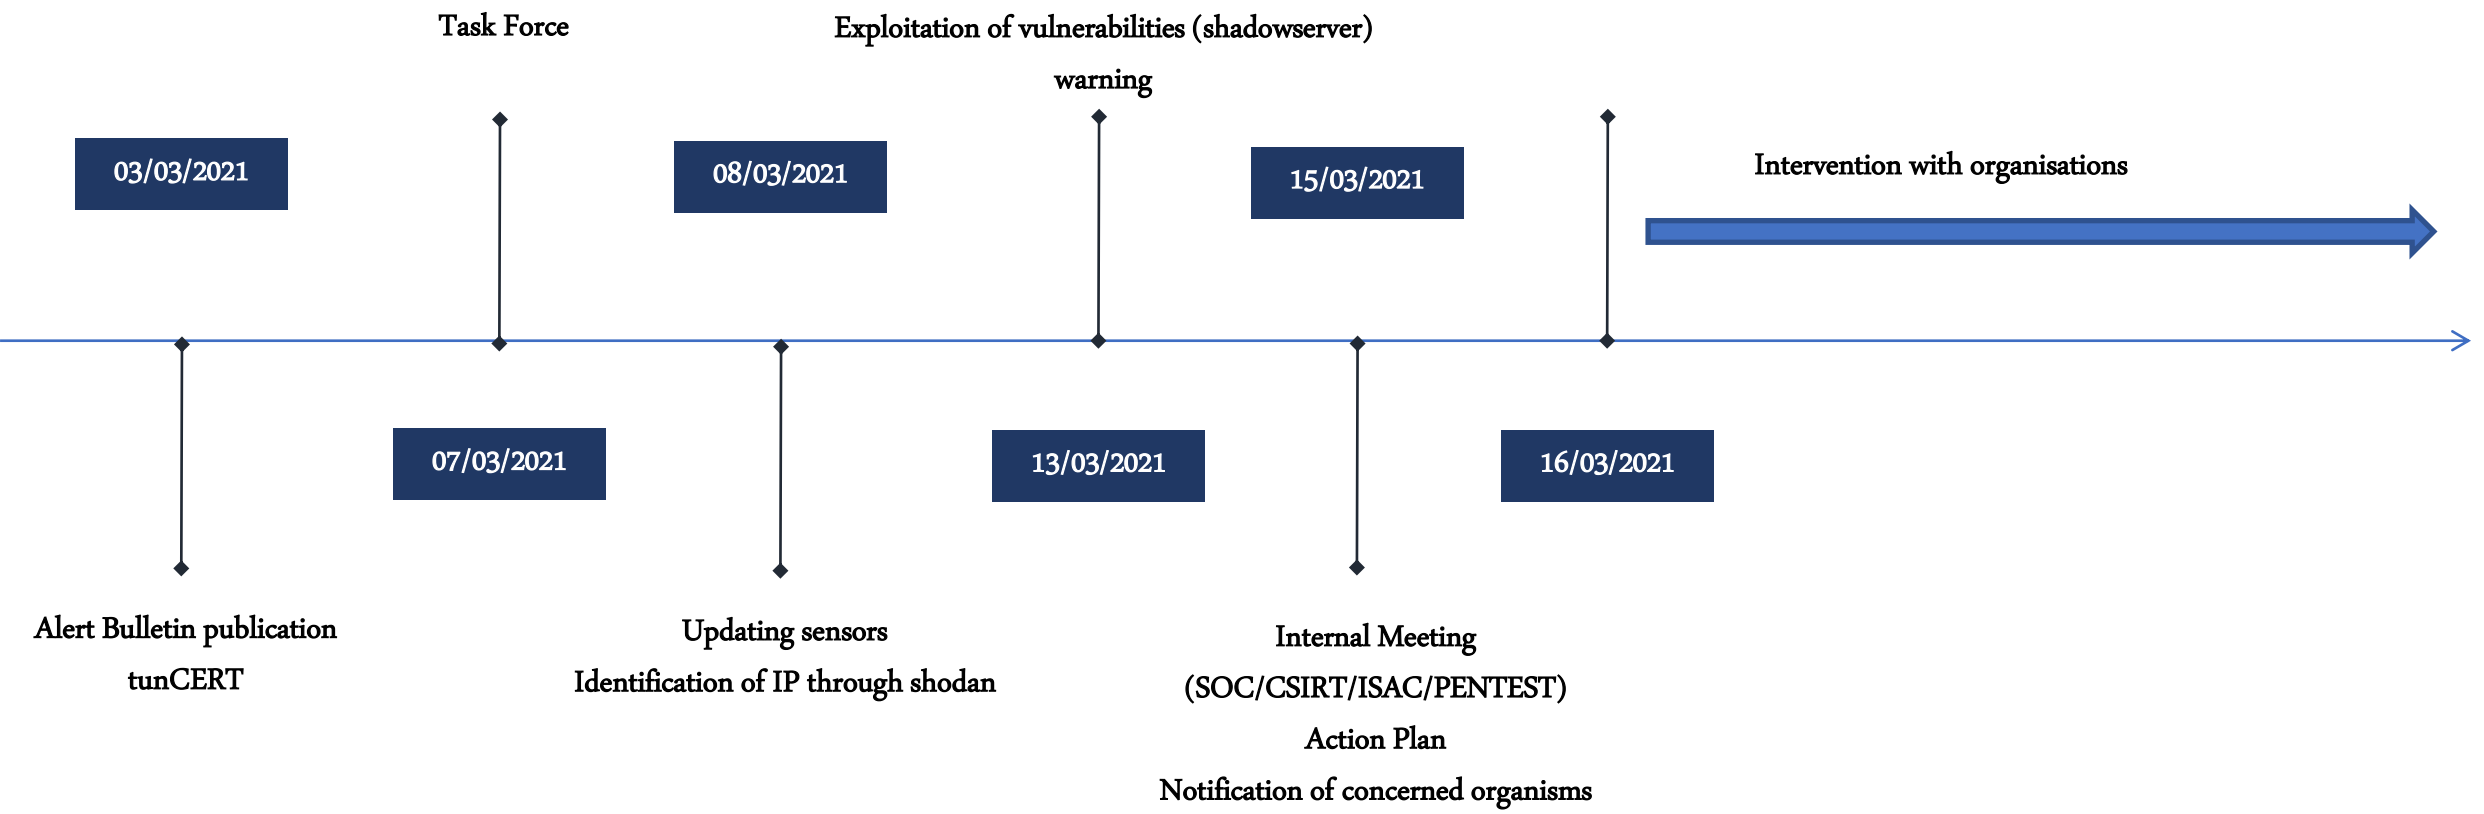 Task Force
Exploitation of vulnerabilities (shadowserver)
warning
03/03/2021
08/03/2021
15/03/2021
Intervention with organisations
07/03/2021
13/03/2021
16/03/2021
Alert Bulletin publication
tunCERT
Updating sensors
Identification of IP through shodan
Internal Meeting
(SOC/CSIRT/ISAC/PENTEST)
Action Plan
Notification of concerned organisms